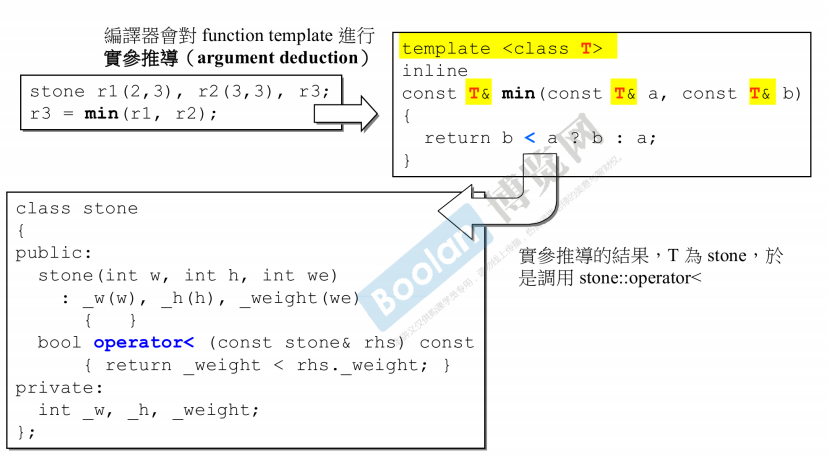 編譯器會對 function template 進行
實參推導（argument deduction）
stone r1(2,3), r2(3,3), r3;
r3 = min(r1, r2);
template <class T>
inline
const T& min(const T& a, const T& b)
{
  return b < a ? b : a;
}
class stone
{
public:
  stone(int w, int h, int we)
    : _w(w), _h(h), _weight(we)
      {   }
  bool operator< (const stone& rhs) const
      { return _weight < rhs._weight; }
private:
  int _w, _h, _weight;
};
實參推導的結果，T 為 stone，於
是調用 stone::operator<
Boolan
博览网